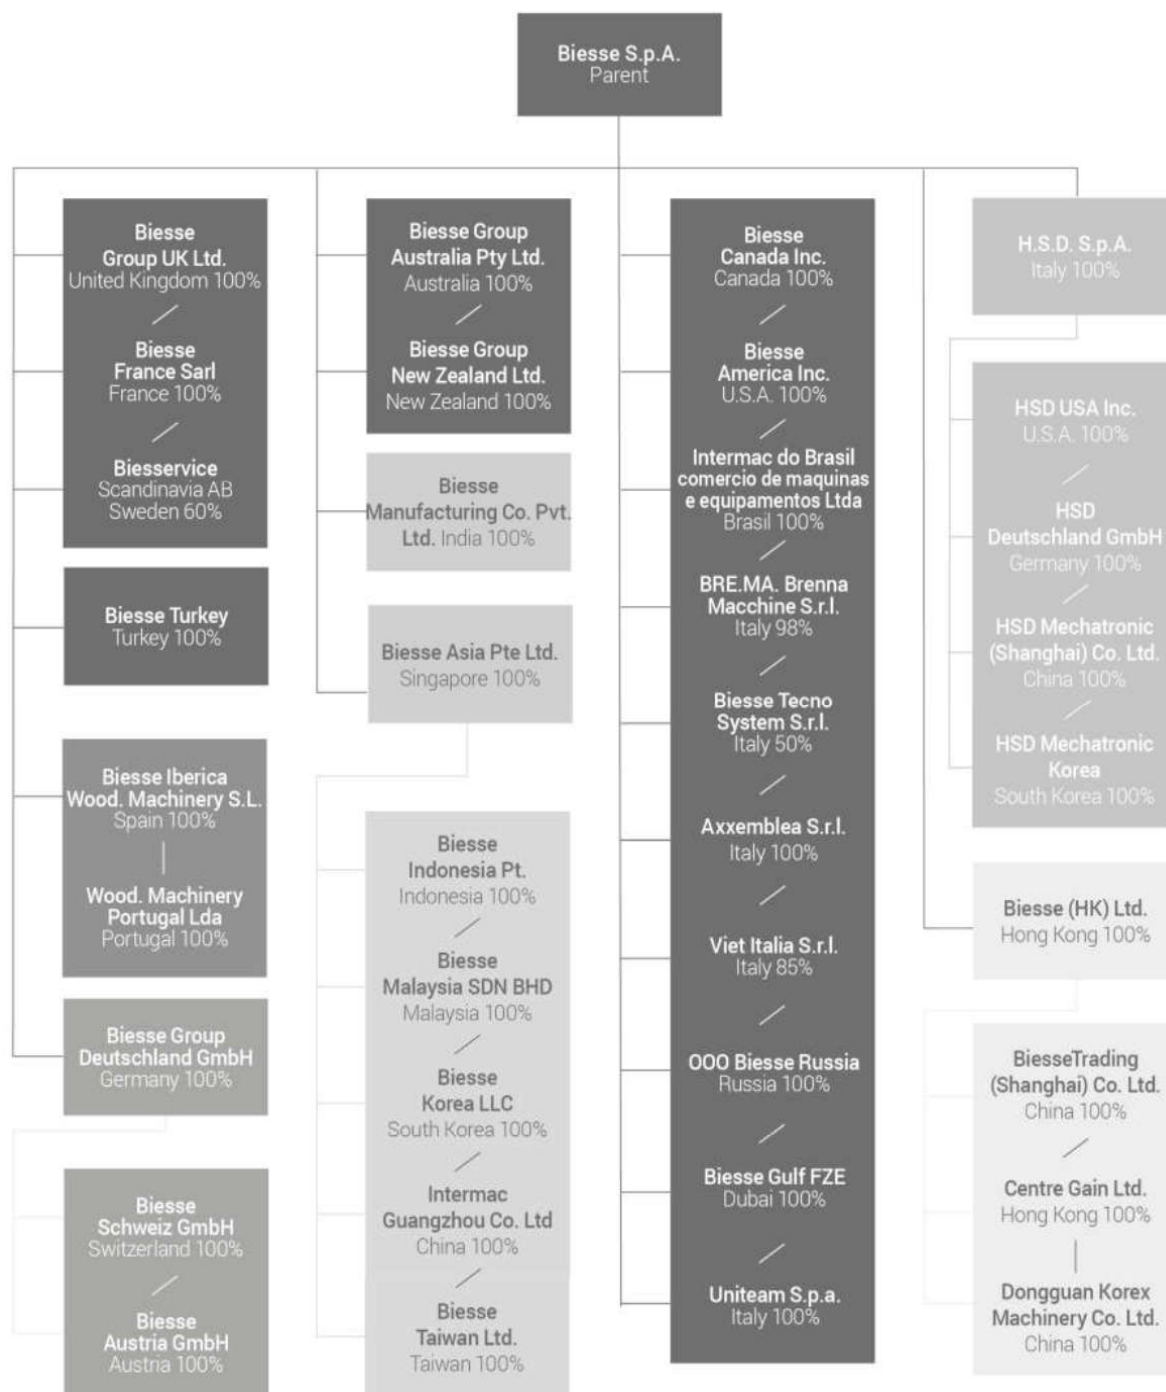 Biesse S.p.A.
Parent
Biesse
Group UK Ltd.
United Kingdom 100%
Biesse
France Sarl
France 100%
Biesservice
Scandinavia AB
Sweden 60%
Biesse Turkey
Turkey 100%
Biesse Iberica
Wood. Machinery S.L.
Spain 100%
Wood. Machinery
Portugal Lda
Portugal 100%
Biesse Group
Deutschland GmbH
Germany 100%
Biesse
Schweiz GmbH
Switzerland 100%
Biesse
Austria GmbH
Austria 100%
Biesse Group
Australia Pty Ltd.
Australia 100%
Biesse Group
New Zealand Ltd.
New Zealand 100%
Biesse
Manufacturing Co. Pvt.
Ltd. India 100%
Biesse Asia Pte Ltd.
Singapore 100%
Biesse
Indonesia Pt.
Indonesia 100%
Biesse
Malaysia SDN BHD
Malaysia 100%
Biesse
Korea LLC
South Korea 100%
Intermac
Guangzhou Co. Ltd
China 100%
Biesse
Taiwan Ltd.
Taiwan 100%
Biesse
Canada Inc.
Canada 100%
Biesse
America Inc.
U.S.A. 100%
Intermac do Brasil
comercio de maquinas
e equipamentos Ltda
Brasil 100%
BRE.MA. Brenna
Macchine S.r.l.
Italy 98%
Biesse Tecno
System S.r.l.
Italy 50%
Axxemblea S.r.l.
Italy 100%
Viet Italia S.r.l.
Italy 85%
OOO Biesse Russia
Russia 100%
Biesse Gulf FZE
Dubai 100%
Uniteam S.p.a.
Italy 100%
H.S.D. S.p.A.
Italy 100%
HSD USA Inc.
U.S.A. 100%
HSD
Deutschland GmbH
Germany 100%
HSD Mechatronic
(Shanghai) Co. Ltd.
China 100%
HSD Mechatronic
Korea
South Korea 100%
Biesse (HK) Ltd.
Hong Kong 100%
BiesseTrading
(Shanghai) Co. Ltd.
China 100%
Centre Gain Ltd.
Hong Kong 100%
Dongguan Korex
Machinery Co. Ltd.
China 100%